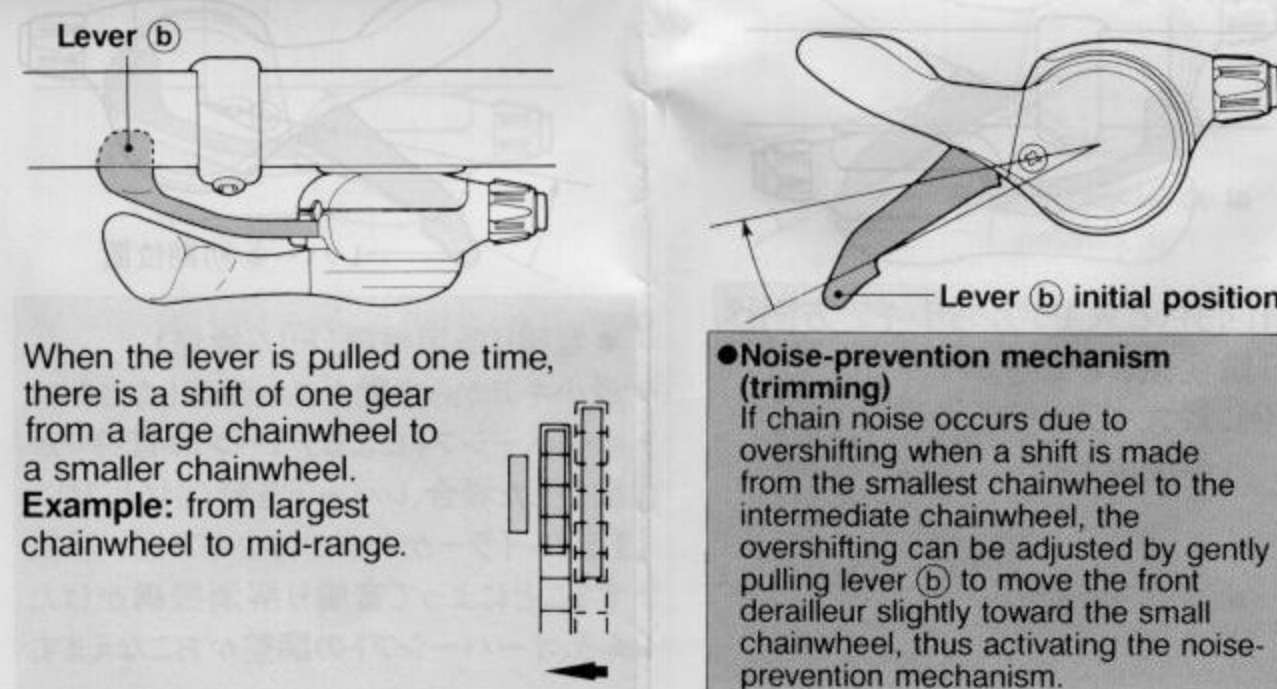 Lever ⓑ
When the lever is pulled one time,
there is a shift of one gear
from a large chainwheel to
a smaller chainwheel.
Example: from largest
chainwheel to mid-range.
Lever ⓑ initial position
●Noise-prevention mechanism
(trimming)
If chain noise occurs due to
overshifting when a shift is made
from the smallest chainwheel to the
intermediate chainwheel, the
overshifting can be adjusted by gently
pulling lever ⓑ to move the front
derailleur slightly toward the small
chainwheel, thus activating the noise-
prevention mechanism.